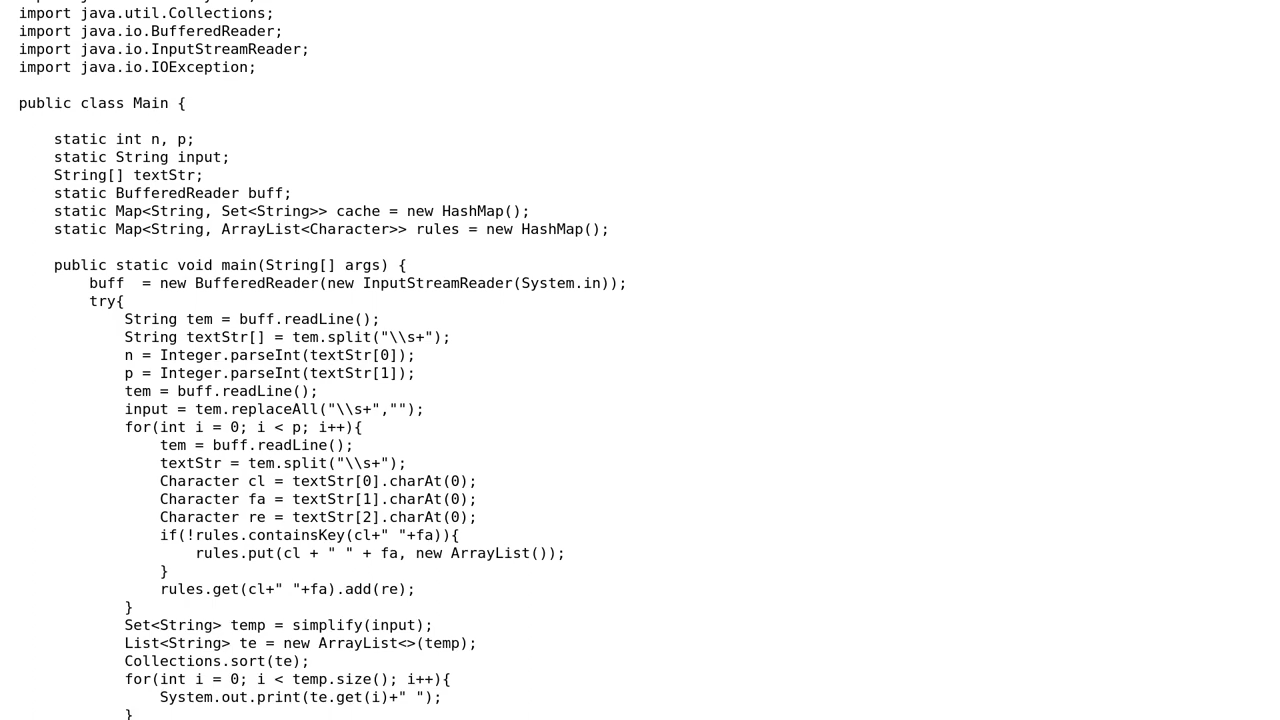 import java.util.Collections;
import java.io.BufferedReader;
import java.io.InputStreamReader;
import java.io.IOException;

public class Main {

    static int n, p;
    static String input;
    String[] textStr;
    static BufferedReader buff;
    static Map<String, Set<String>> cache = new HashMap();
    static Map<String, ArrayList<Character>> rules = new HashMap();

    public static void main(String[] args) {
        buff  = new BufferedReader(new InputStreamReader(System.in));
        try{
            String tem = buff.readLine();
            String textStr[] = tem.split("\\s+");
            n = Integer.parseInt(textStr[0]);
            p = Integer.parseInt(textStr[1]);
            tem = buff.readLine();
            input = tem.replaceAll("\\s+","");
            for(int i = 0; i < p; i++){
                tem = buff.readLine();
                textStr = tem.split("\\s+");
                Character cl = textStr[0].charAt(0);
                Character fa = textStr[1].charAt(0);
                Character re = textStr[2].charAt(0);
                if(!rules.containsKey(cl+" "+fa)){
                    rules.put(cl + " " + fa, new ArrayList());
                }
                rules.get(cl+" "+fa).add(re);
            }
            Set<String> temp = simplify(input);
            List<String> te = new ArrayList<>(temp);
            Collections.sort(te);
            for(int i = 0; i < temp.size(); i++){
                System.out.print(te.get(i)+" ");
            }